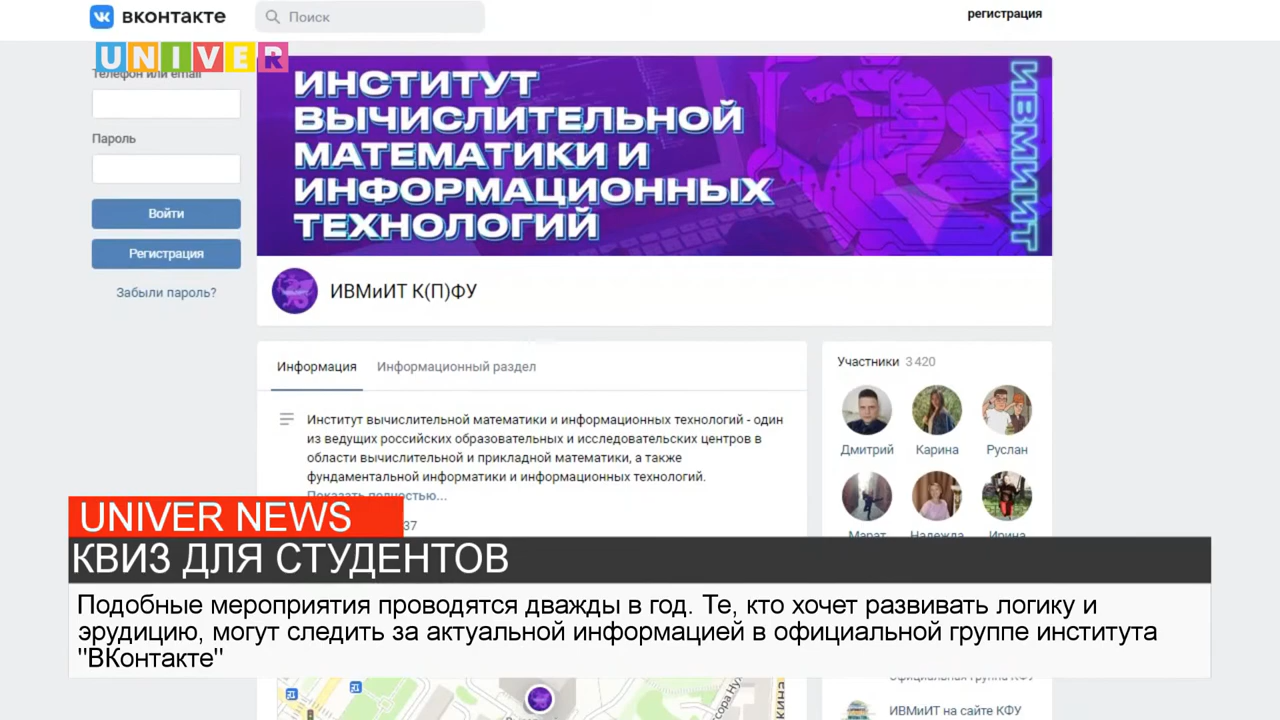 вконтакте
Поиск
регистрация
UNIVER
Телефон или email
Пароль
Войти
Регистрация
Забыли пароль?
ИНСТИТУТ
ВЫЧИСЛИТЕЛЬНОЙ
МАТЕМАТИКИ И
ИНФОРМАЦИОННЫХ
ТЕХНОЛОГИЙ
ИВМИИТ
ИВМиИТ К(П)ФУ
Информация Информационный раздел
Институт вычислительной математики и информационных технологий - один
из ведущих российских образовательных и исследовательских центров в
области вычислительной и прикладной математики, а также
фундаментальной информатики и информационных технологий.
Показать полностью...
37
Участники 3 420
Дмитрий Карина Руслан
Марат Надежда Ирина
UNIVER NEWS
КВИЗ ДЛЯ СТУДЕНТОВ
Подобные мероприятия проводятся дважды в год. Те, кто хочет развивать логику и
эрудицию, могут следить за актуальной информацией в официальной группе института
"ВКонтакте"
Официальная группа КФУ
ИВМиИТ на сайте КФУ